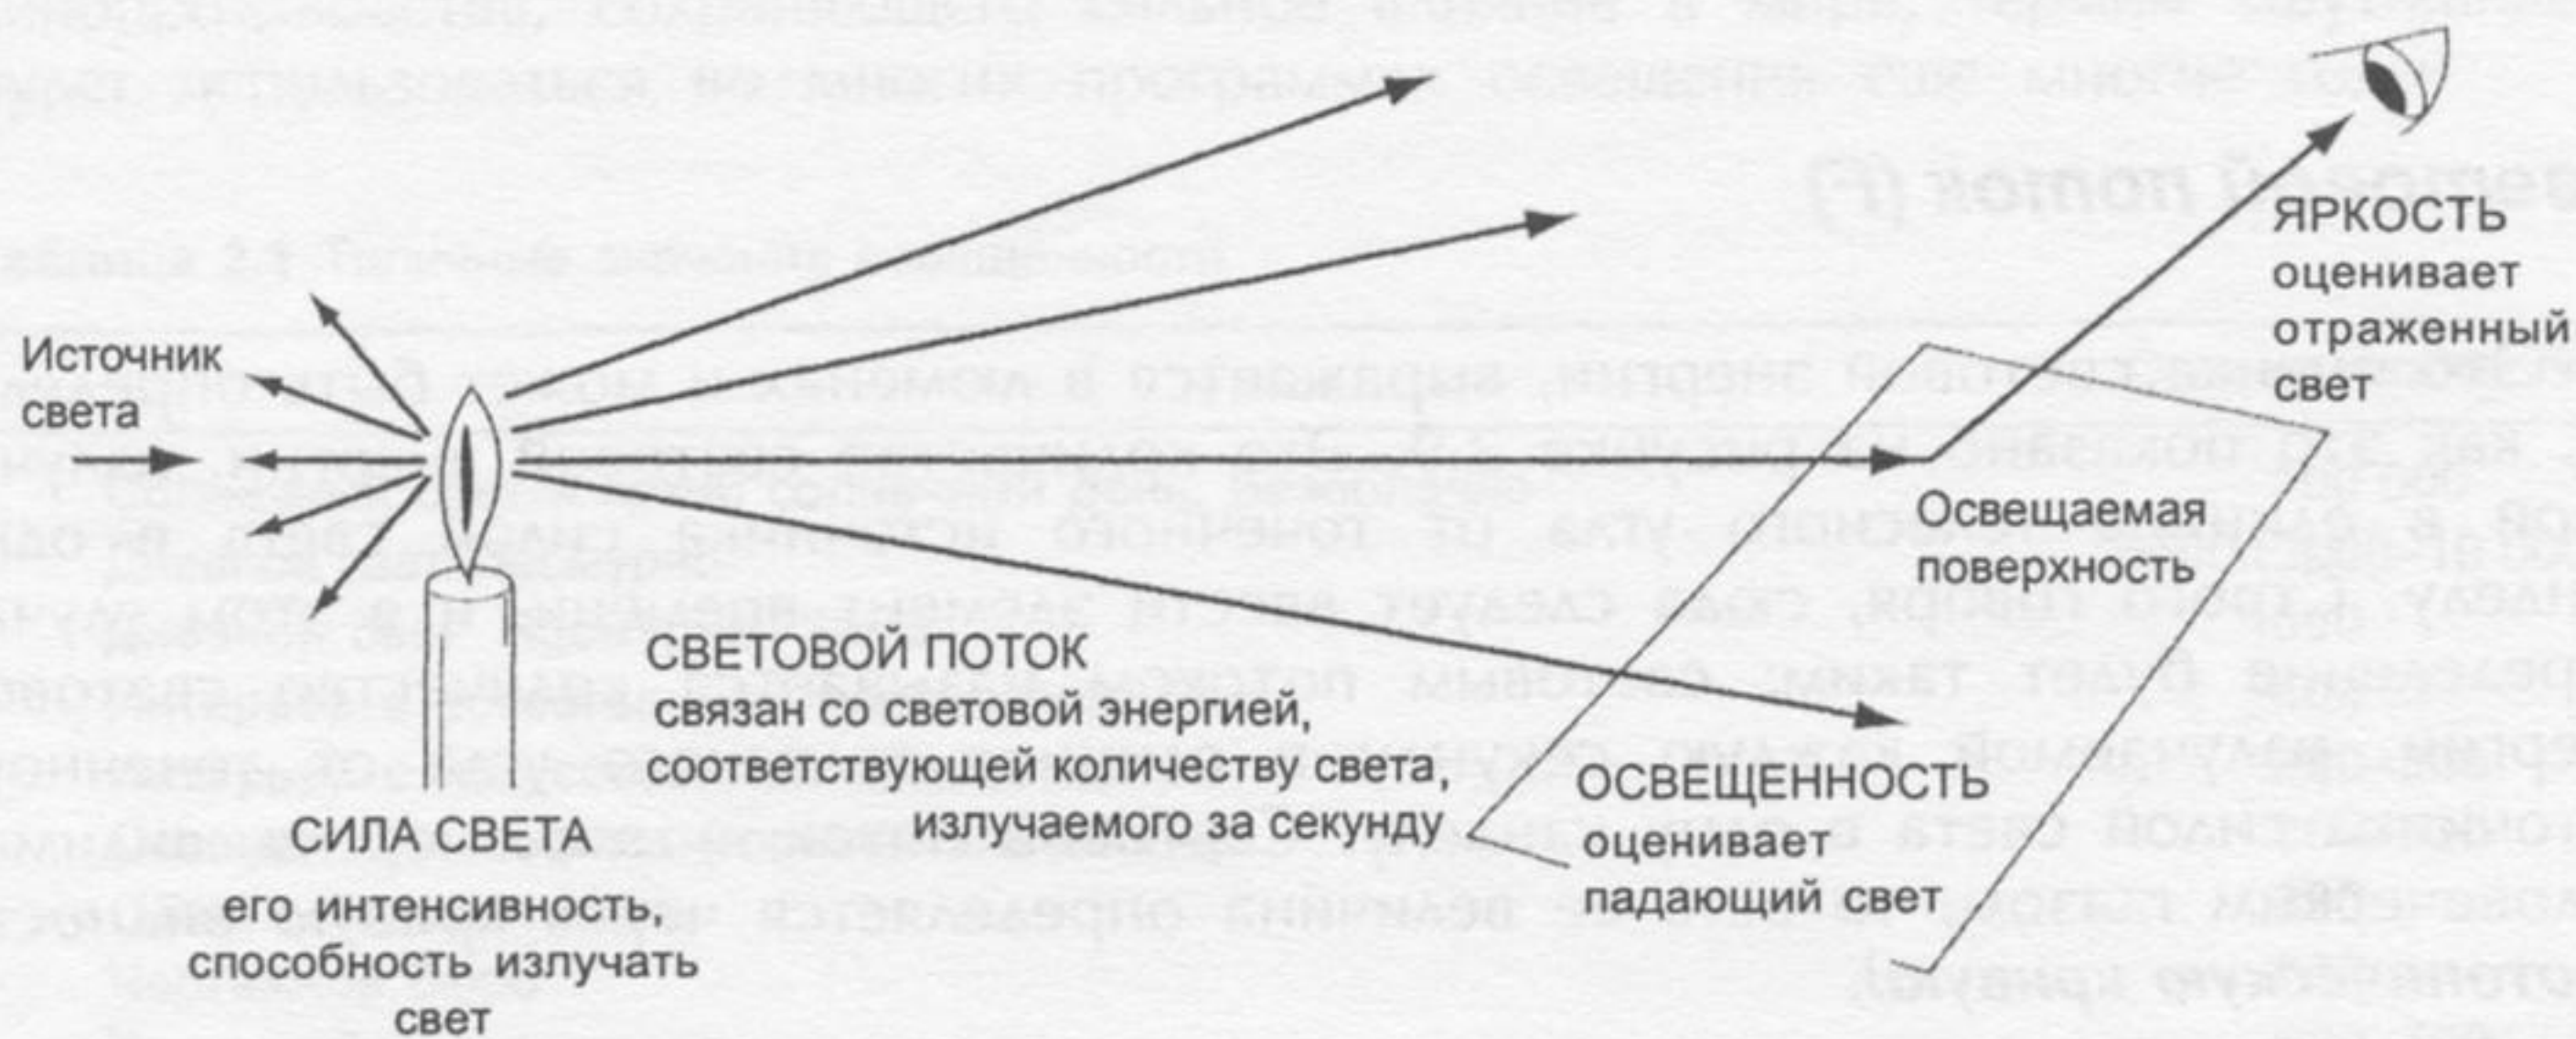 Источник
света
СИЛА СВЕТА
его интенсивность,
способность излучать
свет
СВЕТОВОЙ ПОТОК
связан со световой энергией,
соответствующей количеству света,
излучаемого за секунду
ОСВЕЩЕННОСТЬ
оценивает
падающий свет
Освещаемая
поверхность
ЯРКОСТЬ
оценивает
отраженный
свет